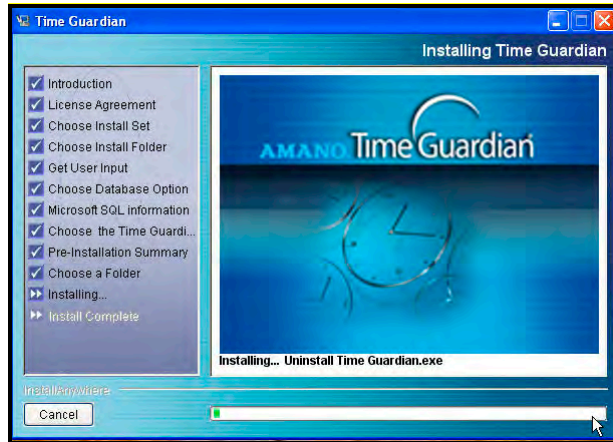 Time Guardian
Installing Time Guardian
Introduction
License Agreement
Choose Install Set
Choose Install Folder
Get User Input
Choose Database Option
Microsoft SQL information
Choose the Time Guardi...
Pre-Installation Summary
Choose a Folder
Installing...
Install Complete
AMANO Time Guardian
Installing... Uninstall Time Guardian.exe
InstallAnywhere
Cancel